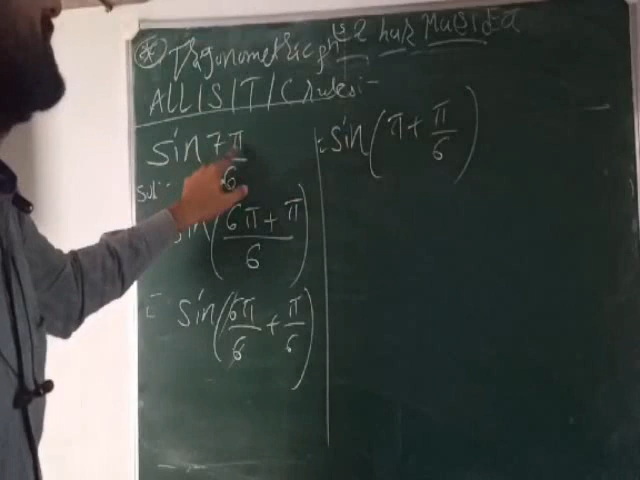 * Trigonometric
ALL/S/T/C rules:-
sin 7π/6
Sol:-
sin(6π+π/6)
= sin(6π/6 + π/6)
= sin(π + π/6)